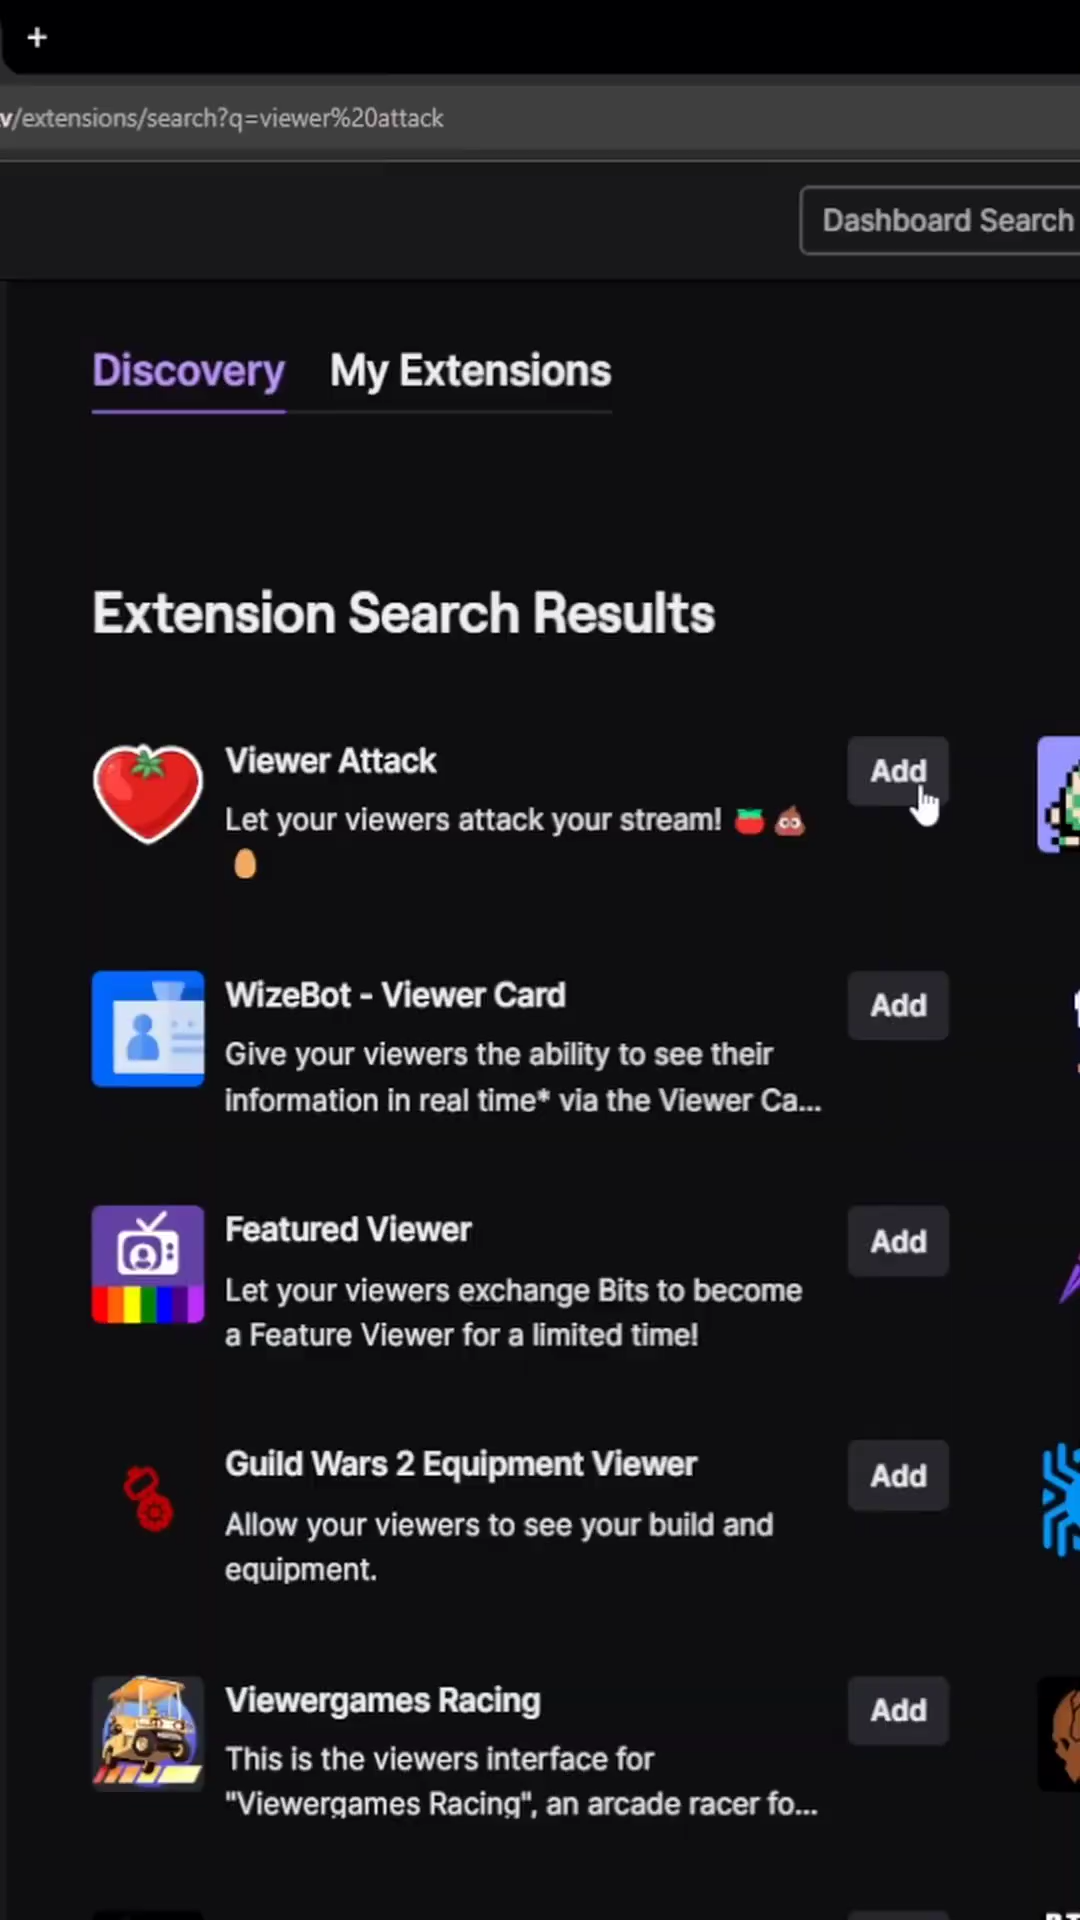 +
v/extensions/search?q=viewer%20attack
Dashboard Search
Discovery My Extensions
Extension Search Results
Viewer Attack
Add
Let your viewers attack your stream! 🍅 💩
🥚
WizeBot - Viewer Card
Add
Give your viewers the ability to see their
information in real time* via the Viewer Ca...
Featured Viewer
Add
Let your viewers exchange Bits to become
a Feature Viewer for a limited time!
Guild Wars 2 Equipment Viewer
Add
Allow your viewers to see your build and
equipment.
Viewergames Racing
Add
This is the viewers interface for
"Viewergames Racing", an arcade racer fo...